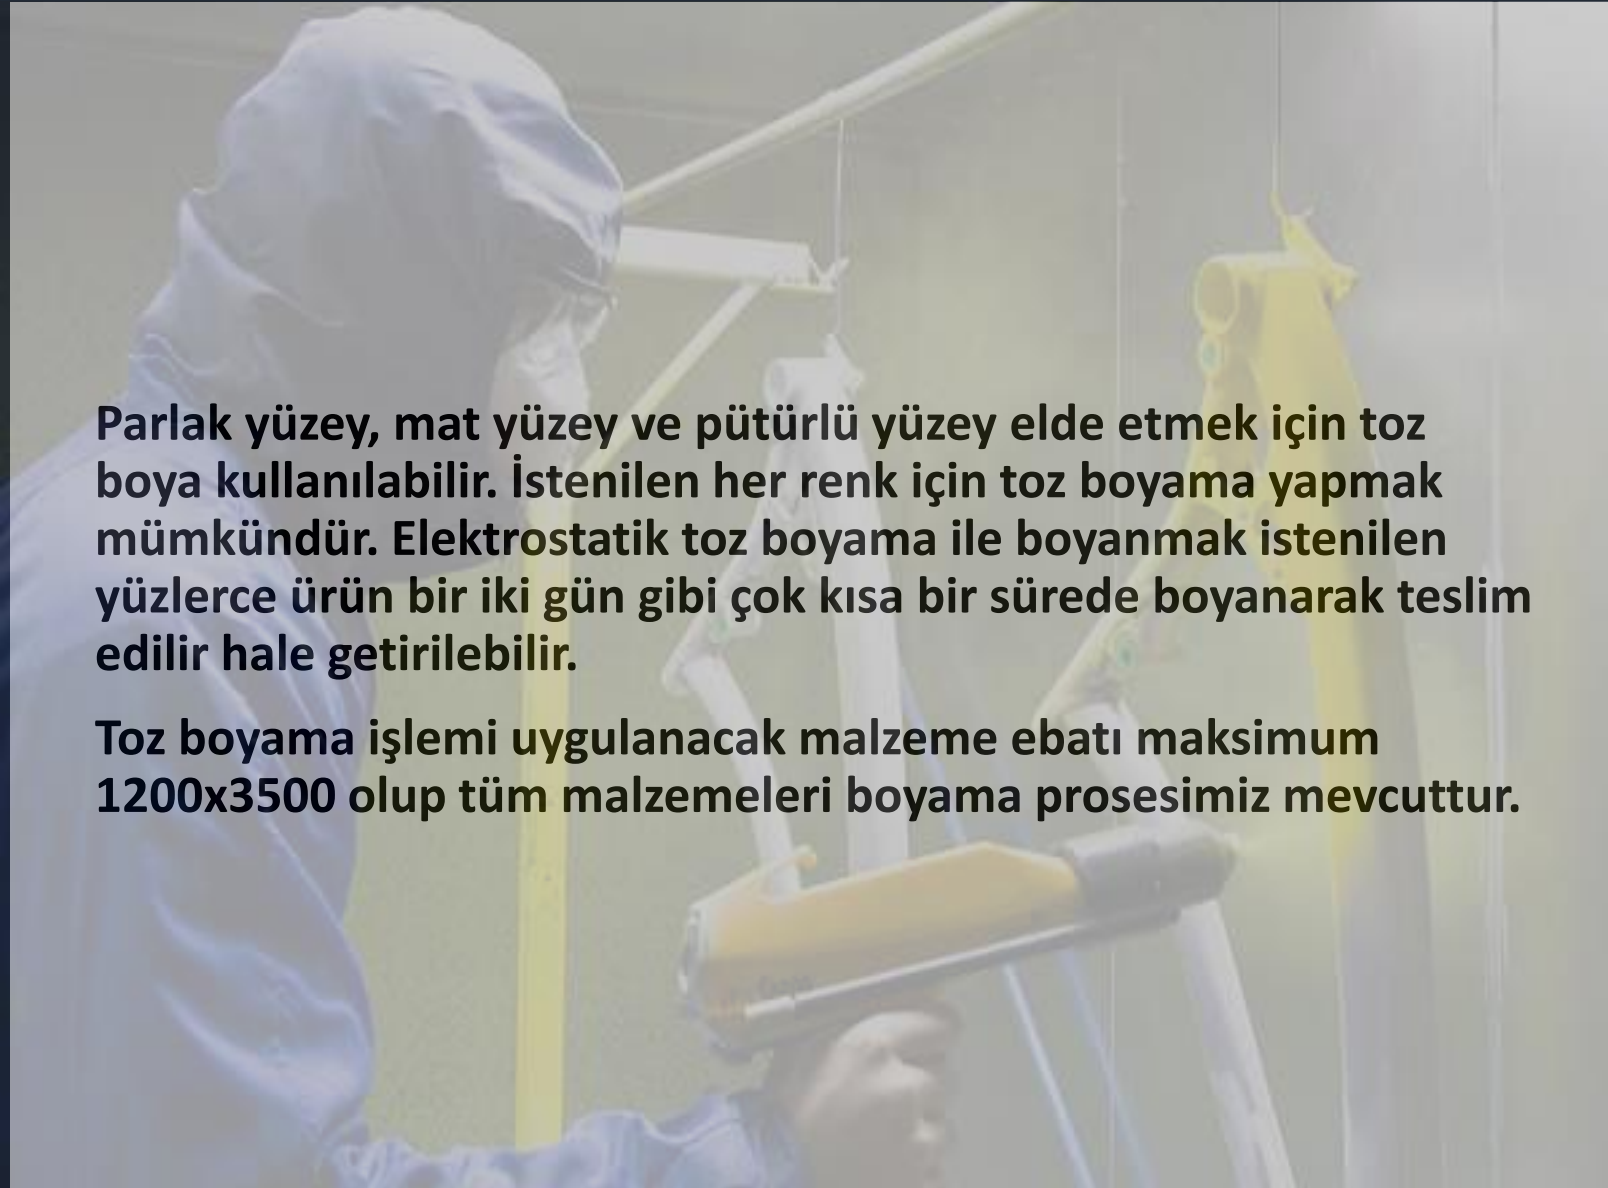 Parlak yüzey, mat yüzey ve pütürlü yüzey elde etmek için toz
boya kullanılabilir. İstenilen her renk için toz boyama yapmak
mümkündür. Elektrostatik toz boyama ile boyanmak istenilen
yüzlerce ürün bir iki gün gibi çok kısa bir sürede boyanarak teslim
edilir hale getirilebilir.
Toz boyama işlemi uygulanacak malzeme ebatı maksimum
1200x3500 olup tüm malzemeleri boyama prosesimiz mevcuttur.